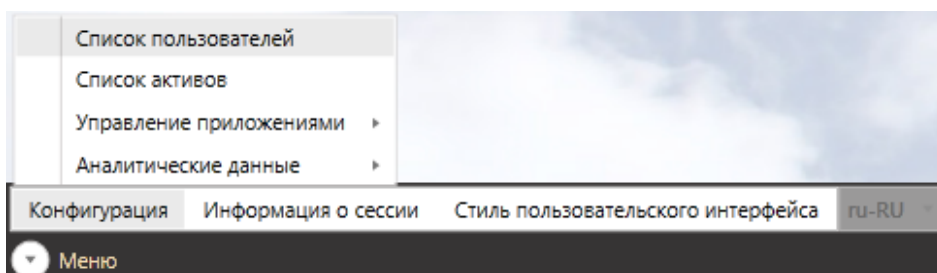 Список пользователей
Список активов
Управление приложениями
Аналитические данные
Конфигурация Информация о сессии Стиль пользовательского интерфейса ru-RU
Меню